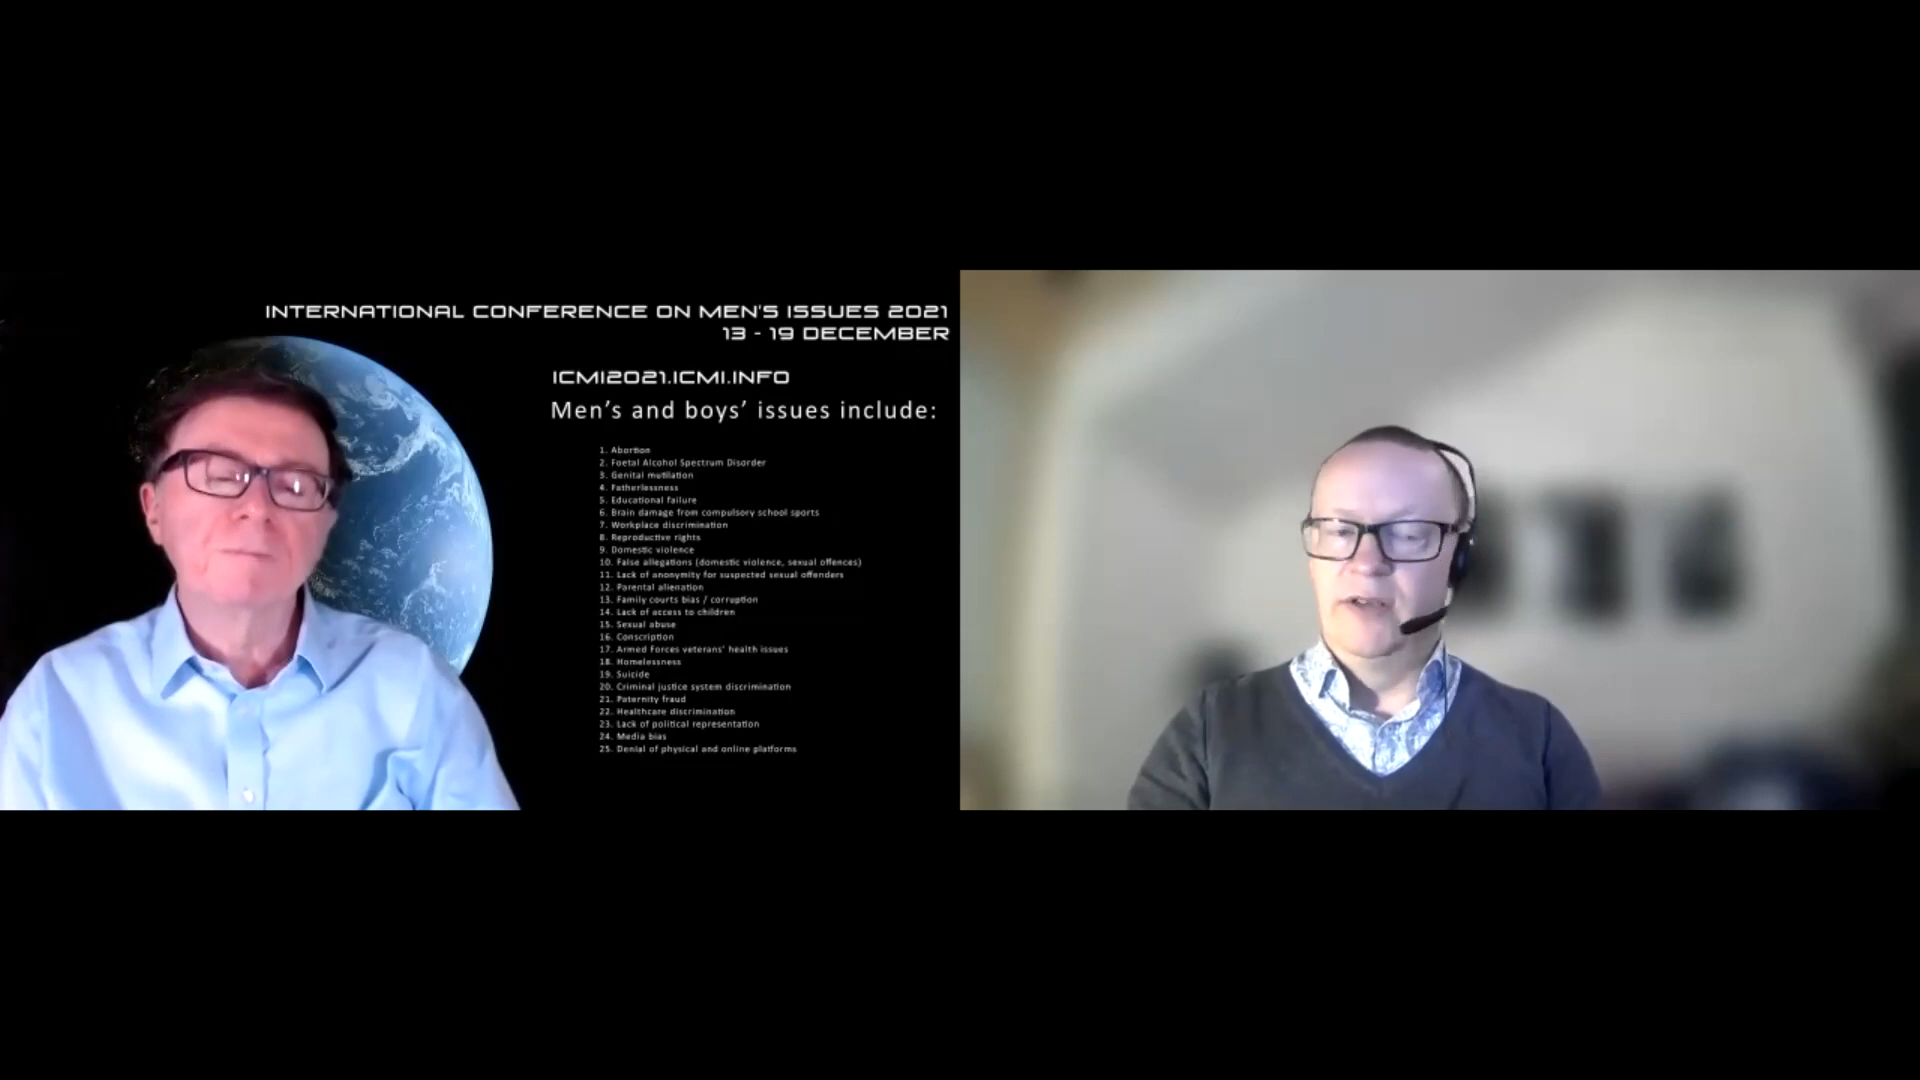 INTERNATIONAL CONFERENCE ON MEN'S ISSUES 2021
13 - 19 DECEMBER
ICMI2021.ICMI.INFO
Men's and boys' issues include:
1. Abortion
2. Foetal Alcohol Spectrum Disorder
3. Genital mutilation
4. Fatherlessness
5. Educational failure
6. Brain damage from compulsory school sports
7. Workplace discrimination
8. Reproductive rights
9. Domestic violence
10. False allegations (domestic violence, sexual offences)
11. Lack of anonymity for suspected sexual offenders
12. Parental alienation
13. Family courts bias / corruption
14. Lack of access to children
15. Sexual abuse
16. Conscription
17. Armed Forces veterans' health issues
18. Homelessness
19. Suicide
20. Criminal justice system discrimination
21. Paternity fraud
22. Healthcare discrimination
23. Lack of political representation
24. Media bias
25. Denial of physical and online platforms